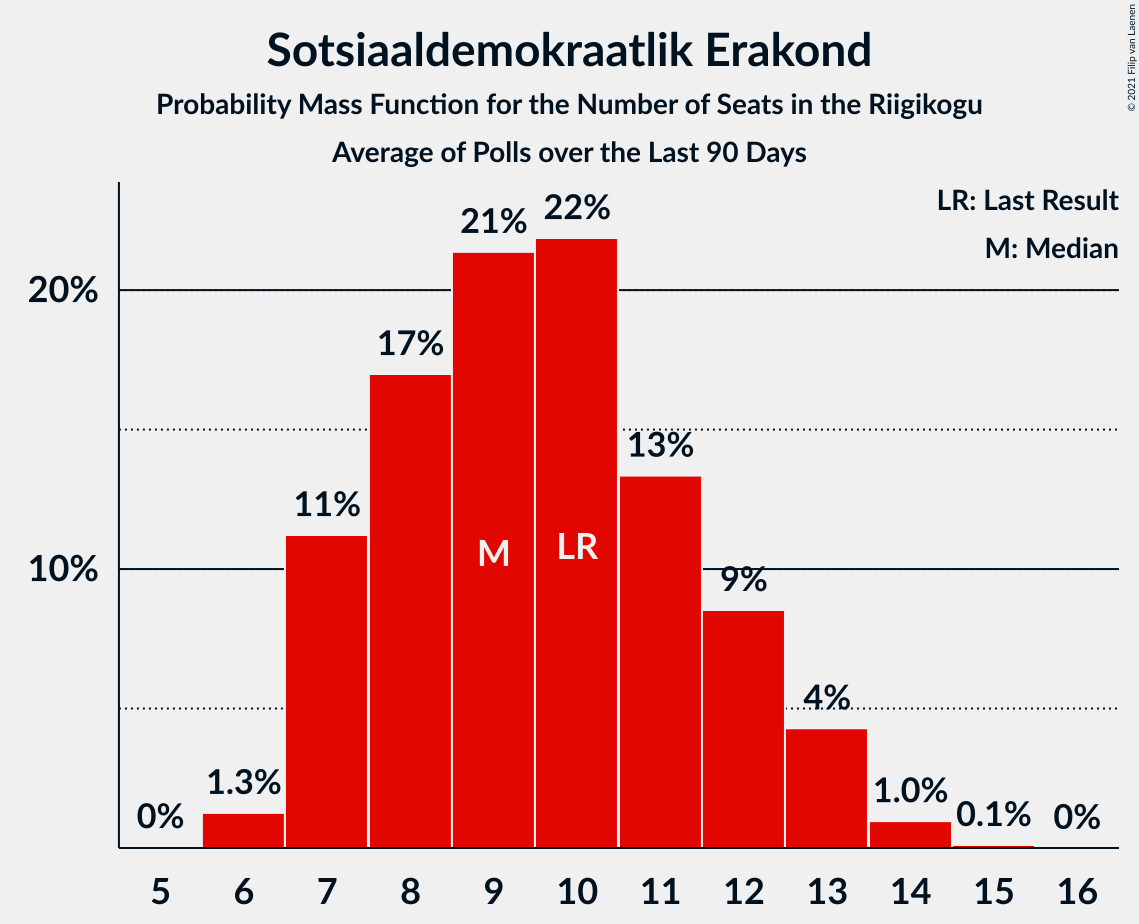 Sotsiaaldemokraatlik Erakond
Probability Mass Function for the Number of Seats in the Riigikogu
Average of Polls over the Last 90 Days
© 2021 Filip van Laenen
LR: Last Result
M: Median
20%
10%
0%
1.3%
11%
17%
21%
22%
13%
9%
4%
1.0%
0.1%
0%
M
LR
5 6 7 8 9 10 11 12 13 14 15 16